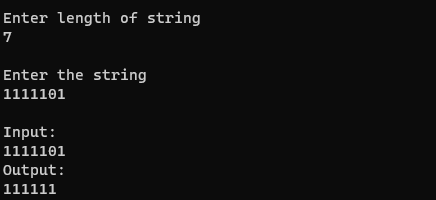 Enter length of string
7
Enter the string
1111101
Input:
1111101
Output:
111111